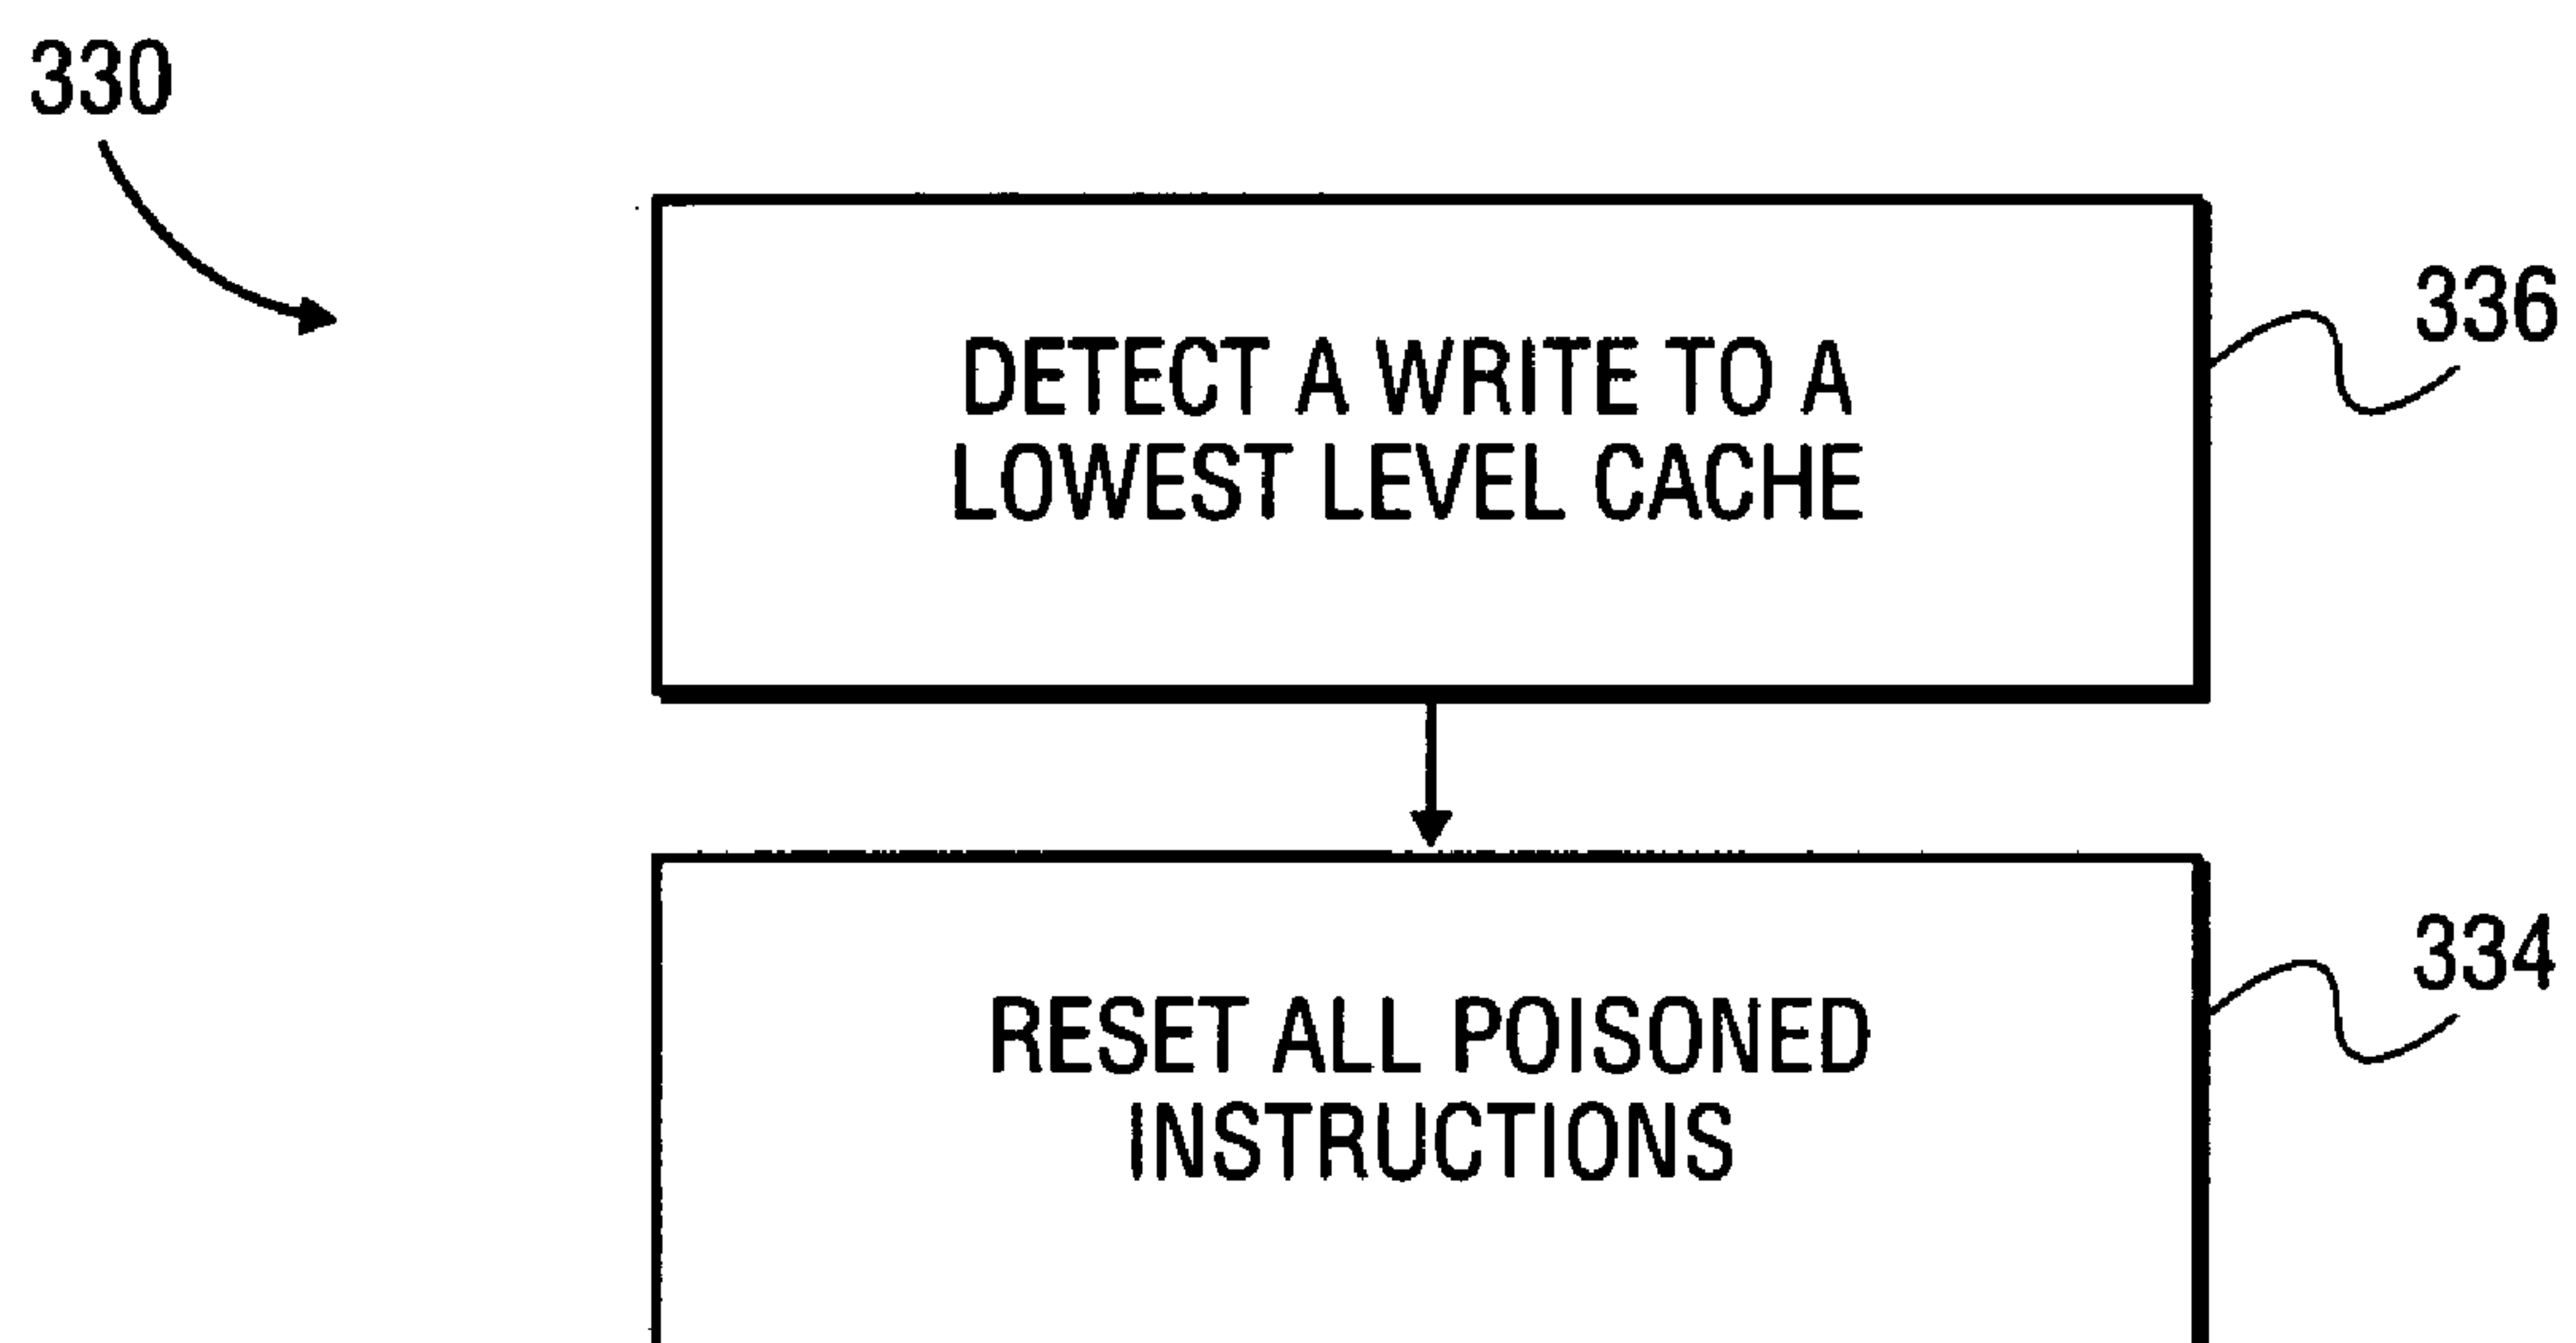 330
336
DETECT A WRITE TO A
LOWEST LEVEL CACHE
334
RESET ALL POISONED
INSTRUCTIONS